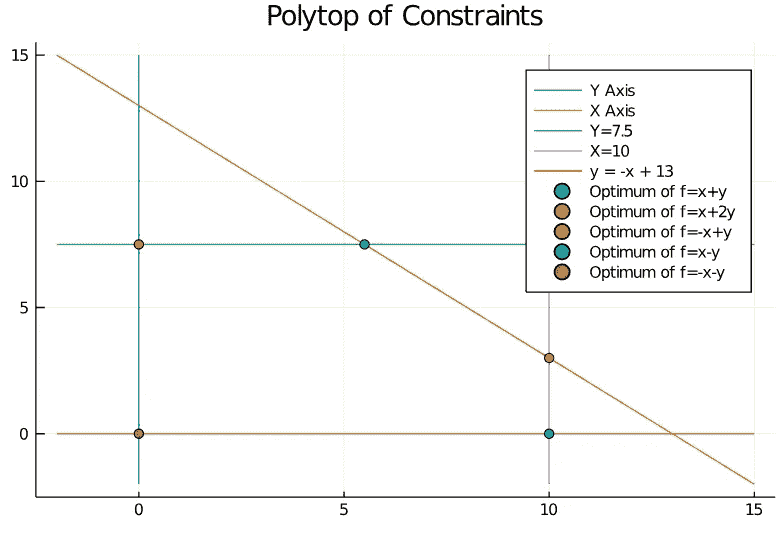 Polytop of Constraints
15
10
5
0
0
5
10
15
Y Axis
X Axis
Y=7.5
X=10
y = -x + 13
Optimum of f=x+y
Optimum of f=x+2y
Optimum of f=-x+y
Optimum of f=x-y
Optimum of f=-x-y